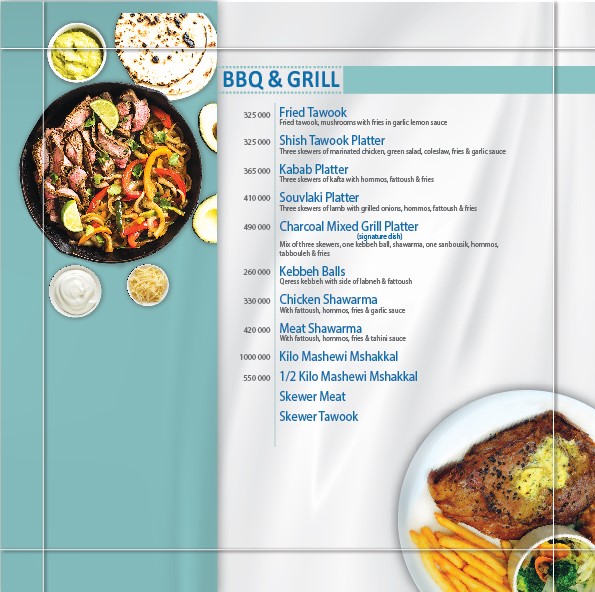 BBQ & GRILL
325 000 Fried Tawook
Fried tawook, mushrooms with fries in garlic lemon sauce
325 000 Shish Tawook Platter
Three skewers of marinated chicken, green salad, coleslaw, fries & garlic sauce
365 000 Kabab Platter
Three skewers of kafta with hommos, fattoush & fries
410 000 Souvlaki Platter
Three skewers of lamb with grilled onions, hommos, fattoush & fries
490 000 Charcoal Mixed Grill Platter
(signature dish)
Mix of three skewers, one kebbeh ball, shawarma, one sanbousik, hommos,
tabbouleh & fries
260 000 Kebbeh Balls
Qeress kebbeh with side of labneh & fattoush
330 000 Chicken Shawarma
With fattoush, hommos, fries & garlic sauce
420 000 Meat Shawarma
With fattoush, hommos, fries & tahini sauce
1000 000 Kilo Mashewi Mshakkal
550 000 1/2 Kilo Mashewi Mshakkal
Skewer Meat
Skewer Tawook